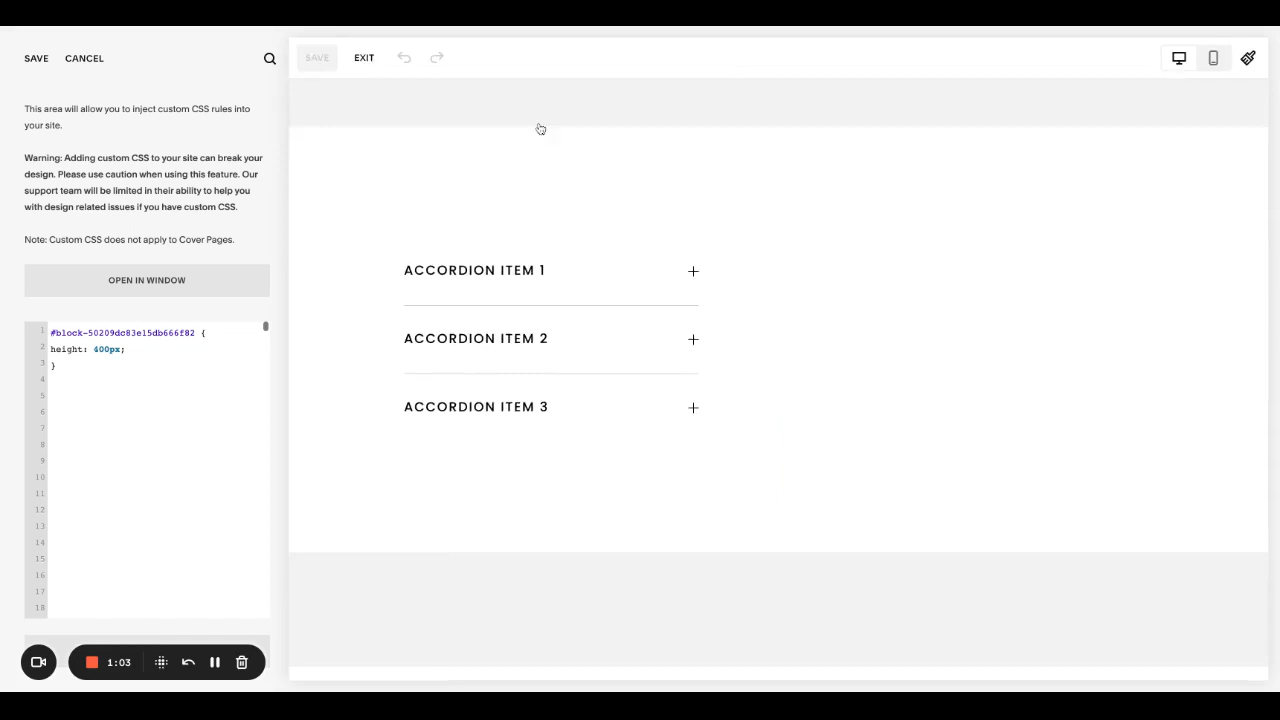 SAVE CANCEL
SAVE EXIT
This area will allow you to inject custom CSS rules into
your site.
Warning: Adding custom CSS to your site can break your
design. Please use caution when using this feature. Our
support team will be limited in their ability to help you
with design related issues if you have custom CSS.
Note: Custom CSS does not apply to Cover Pages.
OPEN IN WINDOW
1 #block-50209dc83e15db666f82 {
2 height: 400px;
3 }
4
5
6
7
8
9
10
11
12
13
14
15
16
17
18
1:03
ACCORDION ITEM 1
ACCORDION ITEM 2
ACCORDION ITEM 3